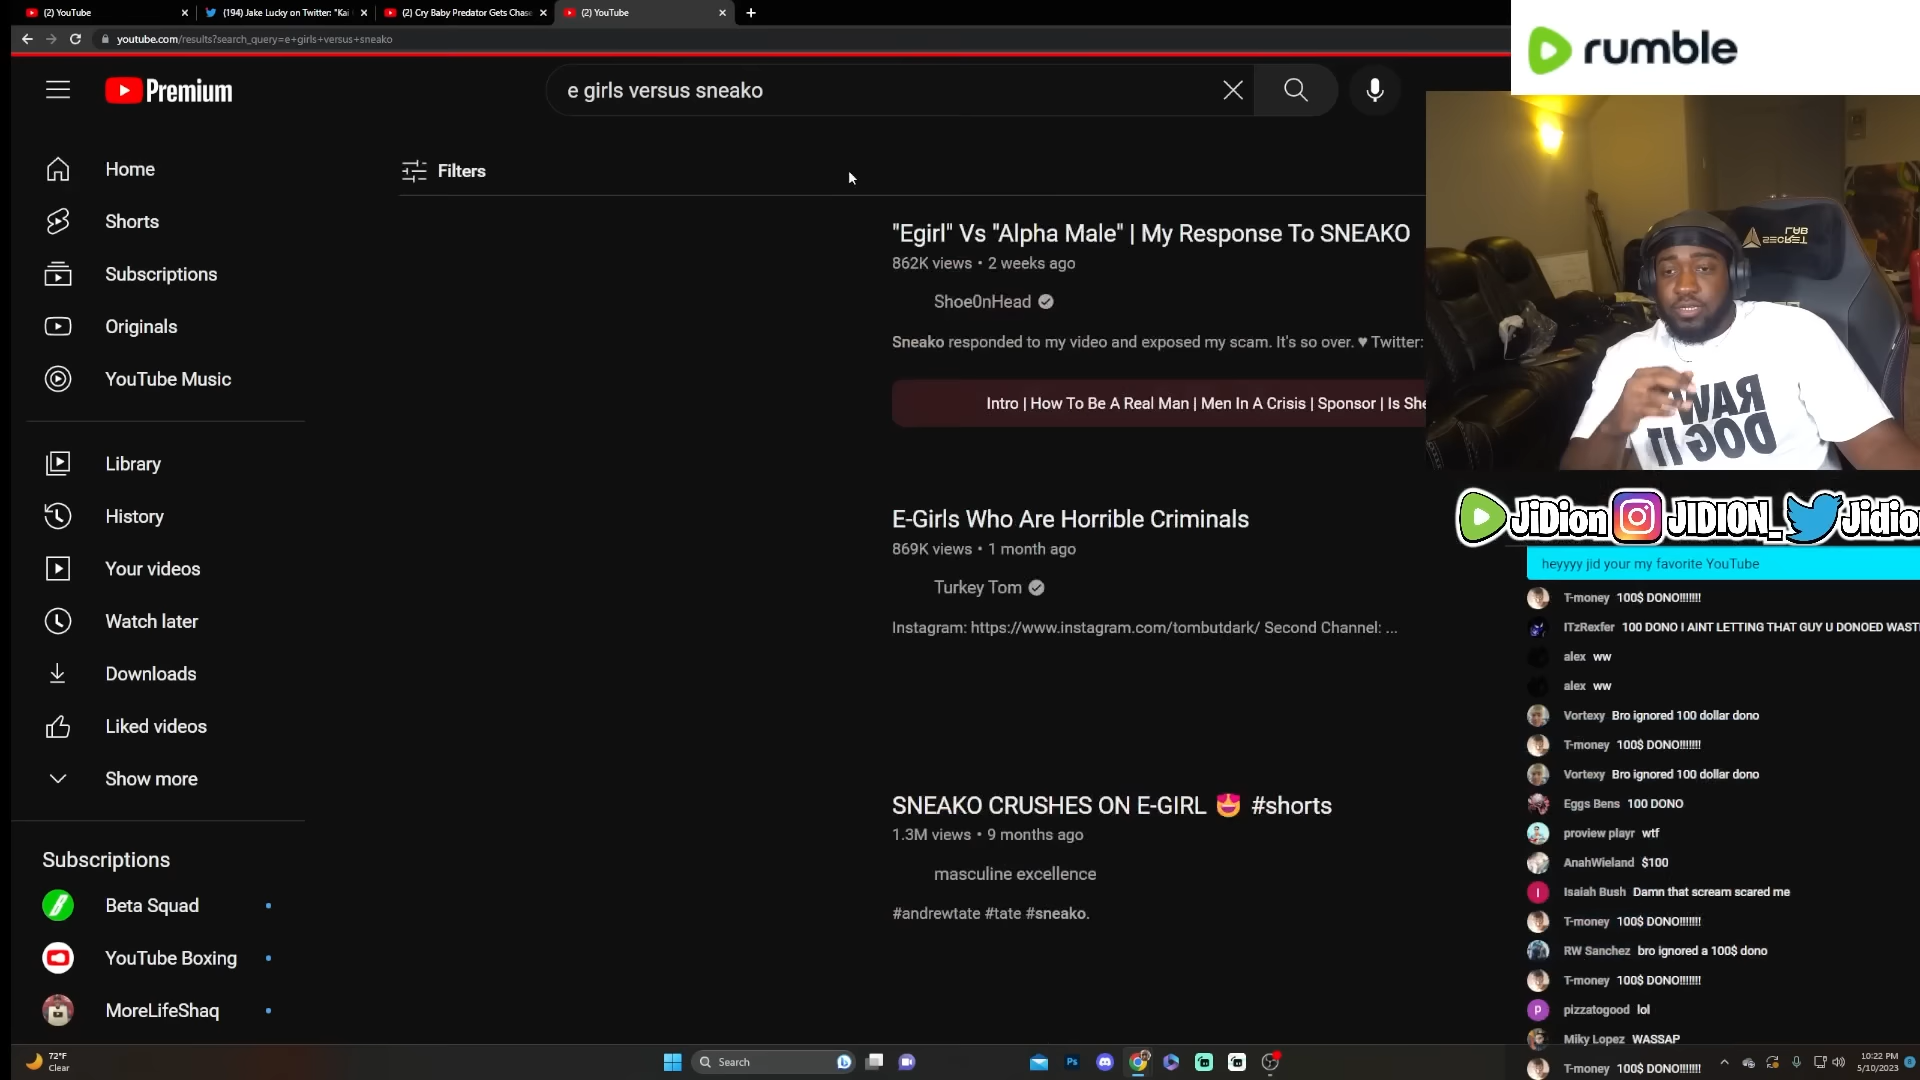 (2) YouTube
(194) Jake Lucky on Twitter: "Kai
(2) Cry Baby Predator Gets Chase
(2) YouTube
youtube.com/results?search_query=e+girls+versus+sneako
Premium
e girls versus sneako
rumble
Home
Shorts
Subscriptions
Originals
YouTube Music
Library
History
Your videos
Watch later
Downloads
Liked videos
Show more
Subscriptions
Beta Squad
YouTube Boxing
MoreLifeShaq
Filters
"Egirl" Vs "Alpha Male" | My Response To SNEAKO
862K views • 2 weeks ago
Shoe0nHead
Sneako responded to my video and exposed my scam. It's so over. ♥ Twitter:
Intro | How To Be A Real Man | Men In A Crisis | Sponsor | Is She
E-Girls Who Are Horrible Criminals
869K views • 1 month ago
Turkey Tom
Instagram: https://www.instagram.com/tombutdark/ Second Channel: ...
SNEAKO CRUSHES ON E-GIRL 😍 #shorts
1.3M views • 9 months ago
masculine excellence
#andrewtate #tate #sneako.
SECRET
LAB
RAW
DOG IT
JiDion JIDION_ Jidio
heyyyy jid your my favorite YouTube
T-money 100$ DONO!!!!!!!
ITzRexfer 100 DONO I AINT LETTING THAT GUY U DONOED WAST
alex ww
alex ww
Vortexy Bro ignored 100 dollar dono
T-money 100$ DONO!!!!!!!
Vortexy Bro ignored 100 dollar dono
Eggs Bens 100 DONO
proview playr wtf
AnahWieland $100
Isaiah Bush Damn that scream scared me
T-money 100$ DONO!!!!!!!
RW Sanchez bro ignored a 100$ dono
T-money 100$ DONO!!!!!!!
pizzatogood lol
Miky Lopez WASSAP
T-money 100$ DONO!!!!!!!
72°F
Clear
Search
10:22 PM
5/10/2023